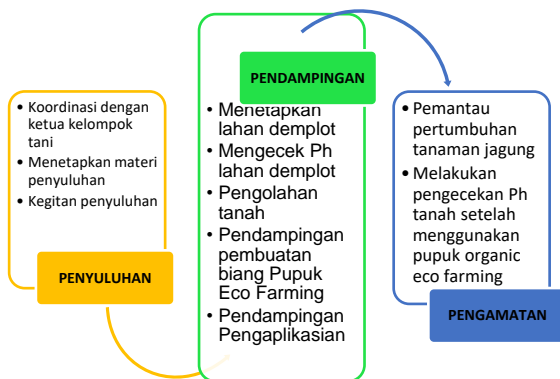 • Koordinasi dengan
ketua kelompok
tani
• Menetapkan materi
penyuluhan
• Kegitan penyuluhan
PENYULUHAN
PENDAMPINGAN
• Menetapkan
lahan demplot
• Mengecek Ph
lahan demplot
• Pengolahan
tanah
• Pendampingan
pembuatan
biang Pupuk
Eco Farming
• Pendampingan
Pengaplikasian
• Pemantau
pertumbuhan
tanaman jagung
• Melakukan
pengecekan Ph
tanah setelah
menggunakan
pupuk organic
eco farming
PENGAMATAN